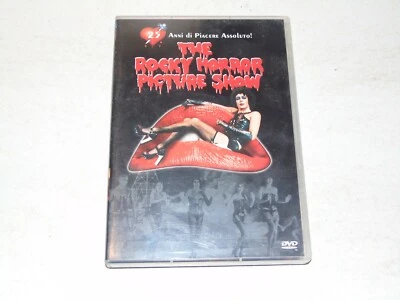 25 Anni di Piacere Assoluto!
THE
ROCKY HORROR
PICTURE SHOW
DVD